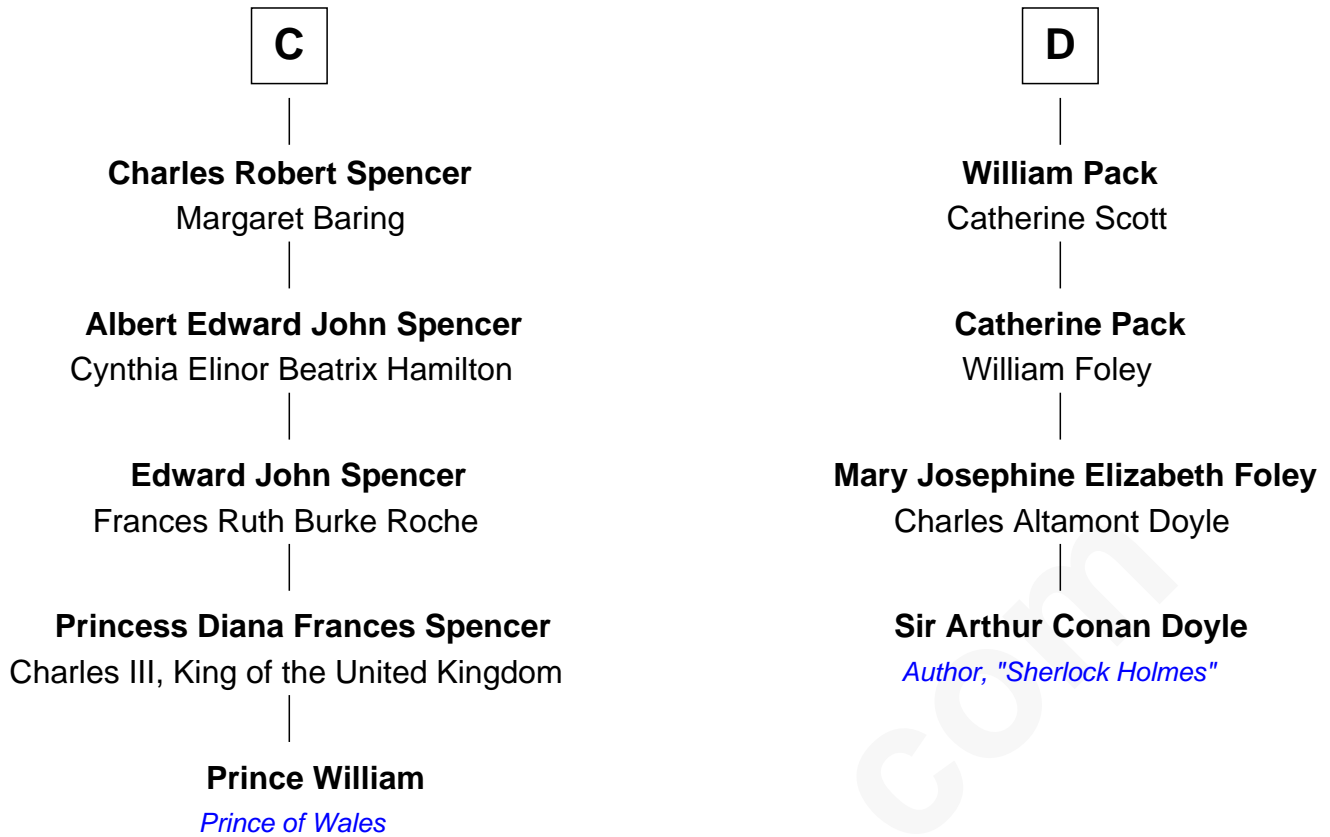 C
Charles Robert Spencer
Margaret Baring
Albert Edward John Spencer
Cynthia Elinor Beatrix Hamilton
Edward John Spencer
Frances Ruth Burke Roche
Princess Diana Frances Spencer
Charles III, King of the United Kingdom
Prince William
Prince of Wales
D
William Pack
Catherine Scott
Catherine Pack
William Foley
Mary Josephine Elizabeth Foley
Charles Altamont Doyle
Sir Arthur Conan Doyle
Author, "Sherlock Holmes"
com